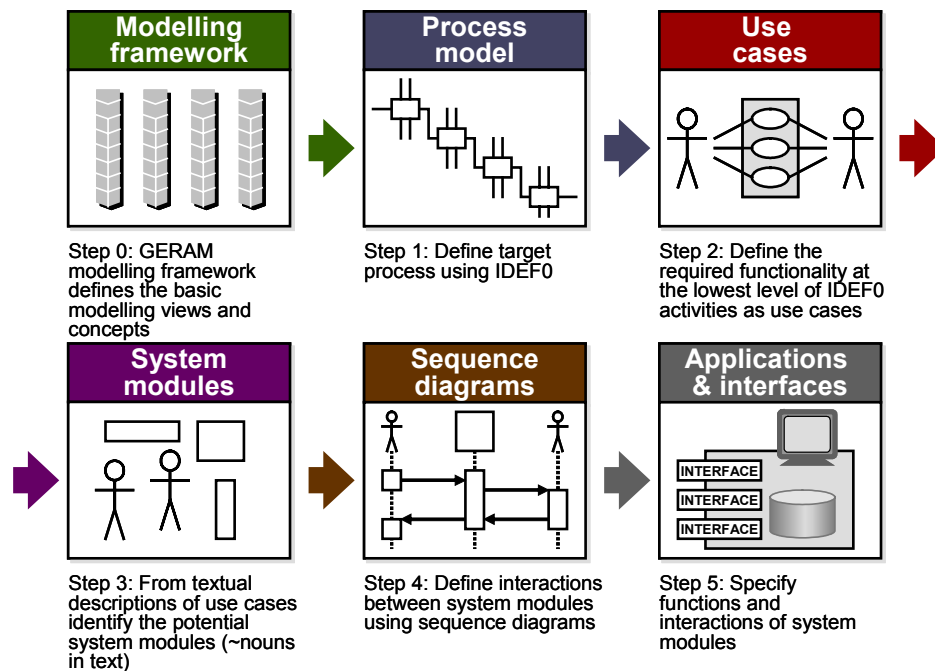 Modelling
framework
Process
model
Use
cases
Step 0: GERAM
modelling framework
defines the basic
modelling views and
concepts
Step 1: Define target
process using IDEF0
Step 2: Define the
required functionality at
the lowest level of IDEF0
activities as use cases
System
modules
Sequence
diagrams
Applications
& interfaces
INTERFACE
INTERFACE
INTERFACE
Step 3: From textual
descriptions of use cases
identify the potential
system modules (~nouns
in text)
Step 4: Define interactions
between system modules
using sequence diagrams
Step 5: Specify
functions and
interactions of system
modules